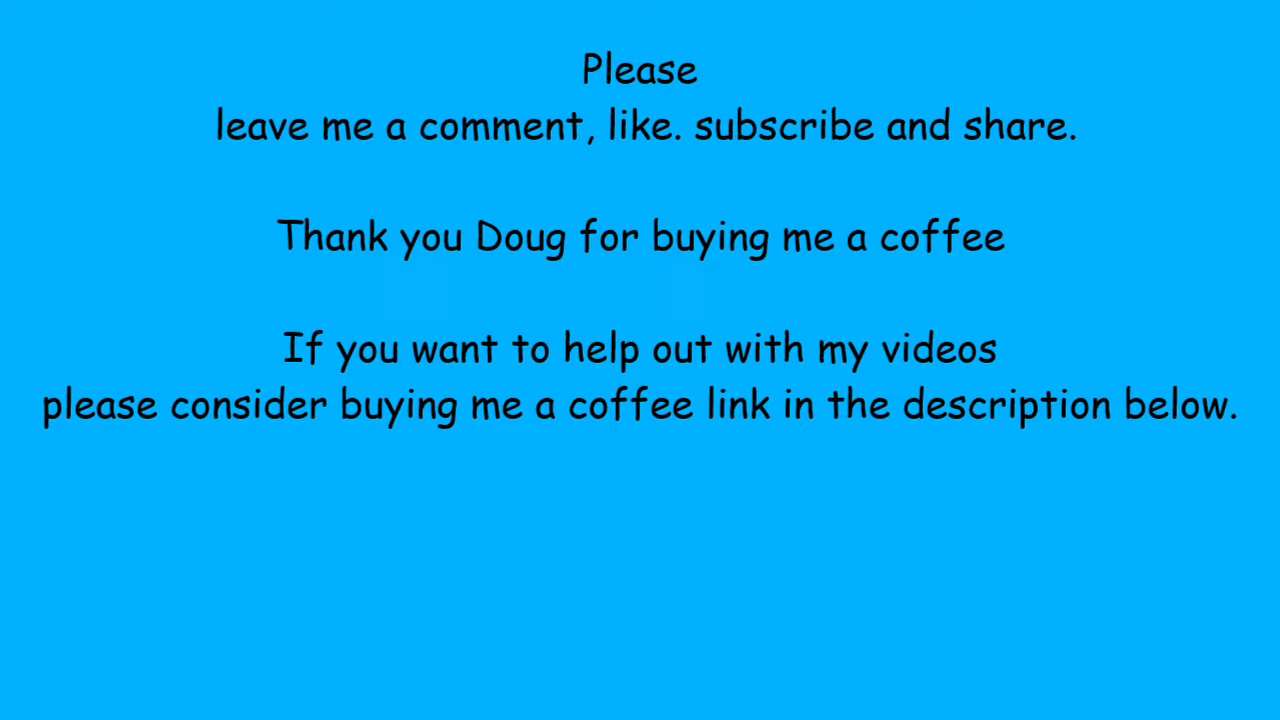 Please
leave me a comment, like. subscribe and share.
Thank you Doug for buying me a coffee
If you want to help out with my videos
please consider buying me a coffee link in the description below.